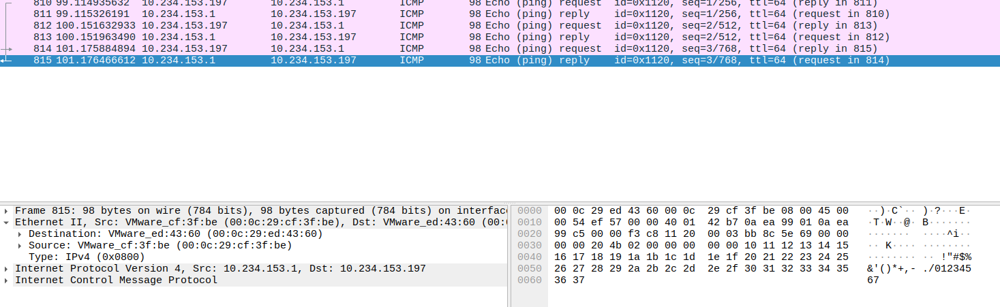 810 99.114935632 10.234.153.197 10.234.153.1 ICMP 98 Echo (ping) request id=0x1120, seq=1/256, ttl=64 (reply in 811)
811 99.115326191 10.234.153.1 10.234.153.197 ICMP 98 Echo (ping) reply id=0x1120, seq=1/256, ttl=64 (request in 810)
812 100.151632933 10.234.153.197 10.234.153.1 ICMP 98 Echo (ping) request id=0x1120, seq=2/512, ttl=64 (reply in 813)
813 100.151963490 10.234.153.1 10.234.153.197 ICMP 98 Echo (ping) reply id=0x1120, seq=2/512, ttl=64 (request in 812)
814 101.175884894 10.234.153.197 10.234.153.1 ICMP 98 Echo (ping) request id=0x1120, seq=3/768, ttl=64 (reply in 815)
815 101.176466612 10.234.153.1 10.234.153.197 ICMP 98 Echo (ping) reply id=0x1120, seq=3/768, ttl=64 (request in 814)
Frame 815: 98 bytes on wire (784 bits), 98 bytes captured (784 bits) on interfac
Ethernet II, Src: VMware_cf:3f:be (00:0c:29:cf:3f:be), Dst: VMware_ed:43:60 (00:
Destination: VMware_ed:43:60 (00:0c:29:ed:43:60)
Source: VMware_cf:3f:be (00:0c:29:cf:3f:be)
Type: IPv4 (0x0800)
Internet Protocol Version 4, Src: 10.234.153.1, Dst: 10.234.153.197
Internet Control Message Protocol
0000 00 0c 29 ed 43 60 00 0c 29 cf 3f be 08 00 45 00 ··)·C`·· )·?···E·
0010 00 54 ef 57 00 00 40 01 42 b7 0a ea 99 01 0a ea ·T·W··@· B·······
0020 99 c5 00 00 f3 c8 11 20 00 03 bb 8c 5e 69 00 00 ······· ····^i··
0030 00 00 20 4b 02 00 00 00 00 00 10 11 12 13 14 15 ·· K···· ········
0040 16 17 18 19 1a 1b 1c 1d 1e 1f 20 21 22 23 24 25 ········ ·· !"#$%
0050 26 27 28 29 2a 2b 2c 2d 2e 2f 30 31 32 33 34 35 &'()*+,- ./012345
0060 36 37 67